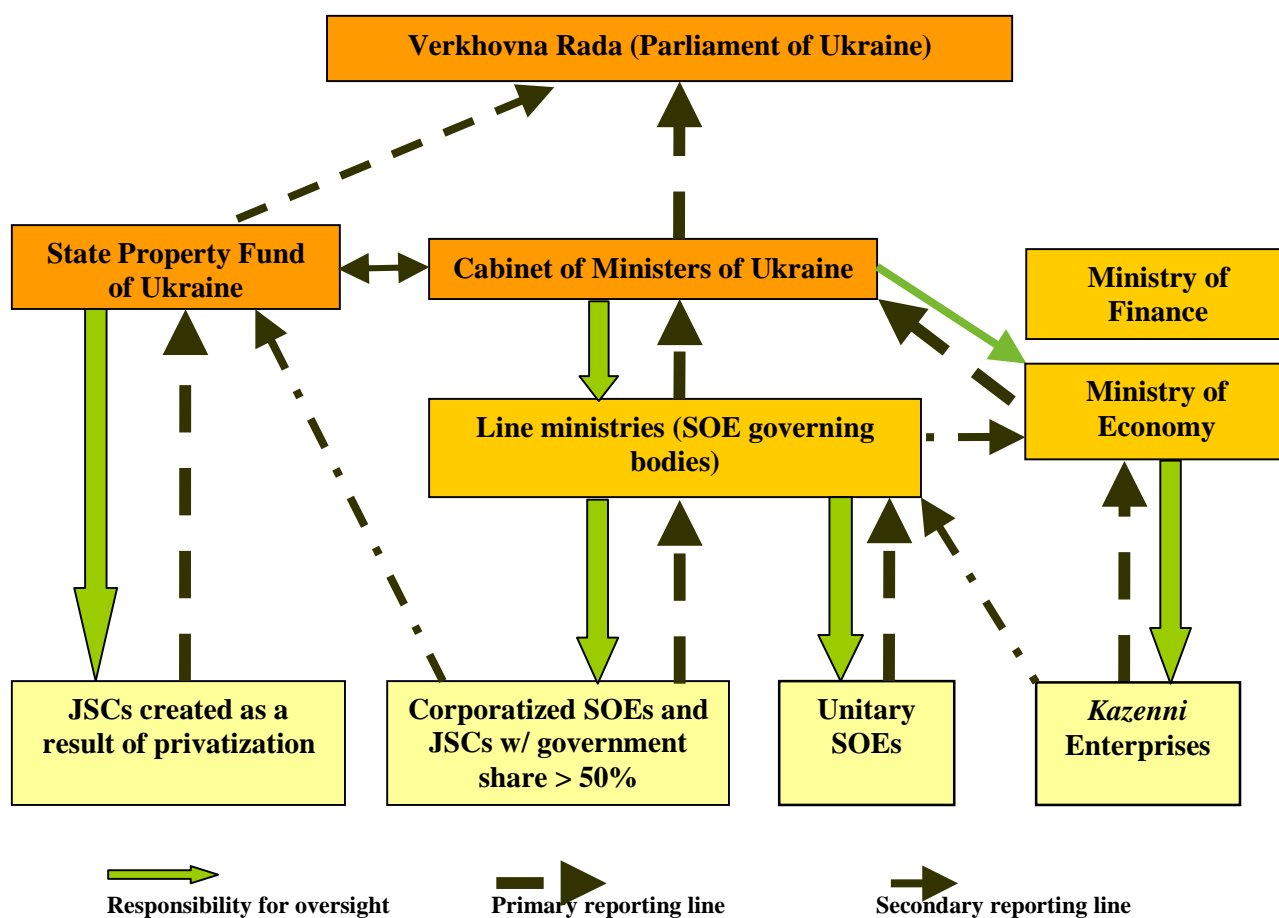 Verkhovna Rada (Parliament of Ukraine)
State Property Fund
of Ukraine
Cabinet of Ministers of Ukraine
Ministry of
Finance
Line ministries (SOE governing
bodies)
Ministry of
Economy
JSCs created as a
result of privatization
Corporatized SOEs and
JSCs w/ government
share > 50%
Unitary
SOEs
Kazenni
Enterprises
Responsibility for oversight
Primary reporting line
Secondary reporting line